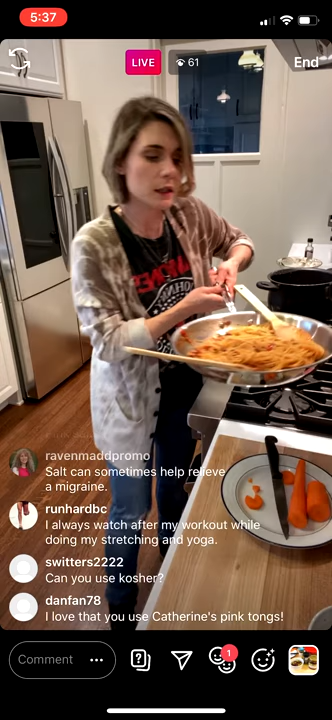 5:37
LIVE
61
End
ravenmaddpromo
Salt can sometimes help relieve
a migraine.
runhardbc
I always watch after my workout while
doing my stretching and yoga.
switters2222
Can you use kosher?
danfan78
I love that you use Catherine's pink tongs!
Comment
1